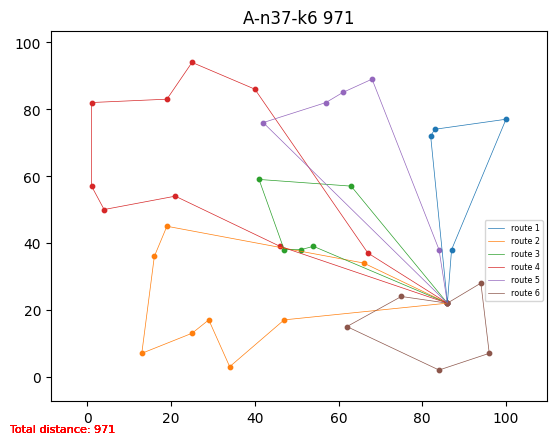 A-n37-k6 971
100
80
60
40
20
0
route 1
route 2
route 3
route 4
route 5
route 6
0 20 40 60 80 100
Total distance: 971